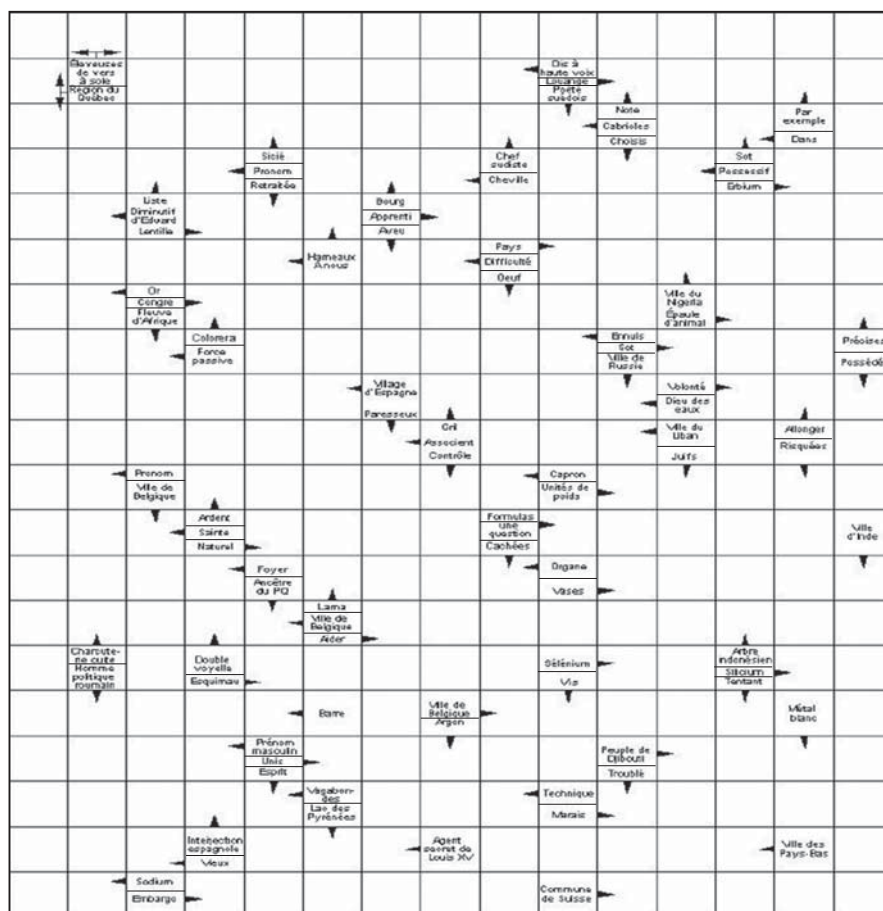 Éleveuses
de vers
à soie
Région du
Québec
Dis à
haute voix
Louange
Poète
suédois
Note
Cabrioles
Choisis
Par
exemple
Dans
Sicié
Pronom
Retraitée
Chef
sudiste
Cheville
Sot
Possessif
Erbium
Liste
Diminutif
d'Edward
Lentille
Bourg
Apprenti
Aveu
Hameaux
Anous
Pays
Difficulté
Oeuf
Or
Congre
Fleuve
d'Afrique
Ville du
Nigeria
Épaule
d'animal
Colorera
Force
passive
Ennuis
Sot
Ville de
Russie
Précises
Possédé
Village
d'Espagne
Paresseux
Volonté
Dieu des
eaux
Gril
Associent
Contrôle
Ville du
Liban
Juifs
Allonger
Risquées
Pronom
Ville de
Belgique
Capron
Unités de
poids
Ardent
Sainte
Naturel
Formulas
une
question
Cachées
Ville
d'Inde
Foyer
Ancêtre
du PQ
Organe
Vases
Lama
Ville de
Belgique
Aider
Charcute-
rie cuite
Homme
politique
roumain
Double
voyelle
Esquimau
Sélénium
Vis
Arbre
indonésien
Silicium
Tentant
Barre
Ville de
Belgique
Argon
Métal
blanc
Prénom
masculin
Unis
Esprit
Peuple de
Djibouti
Troublé
Vagabon-
des
Lac des
Pyrénées
Technique
Marais
Interjection
espagnole
Vieux
Agent
secret de
Louis XV
Ville des
Pays-Bas
Sodium
Embargo
Commune
de Suisse